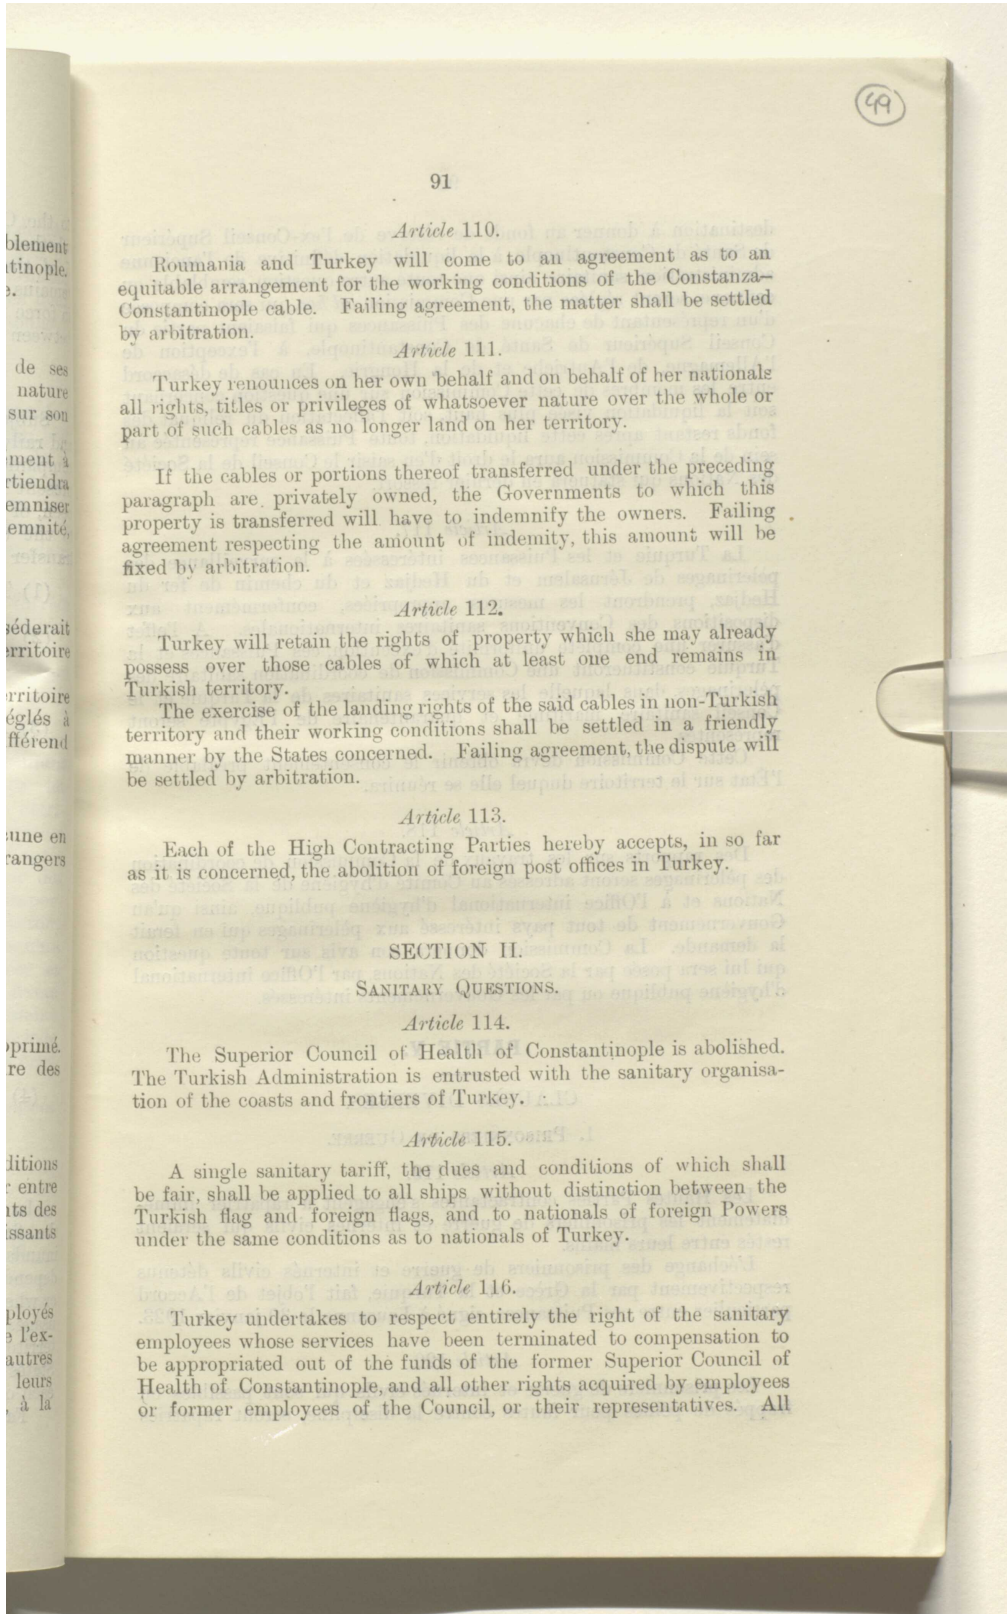 49
91
Article 110.
Roumania and Turkey will come to an agreement as to an
equitable arrangement for the working conditions of the Constanza—
Constantinople cable. Failing agreement, the matter shall be settled
by arbitration.
Article 111.
Turkey renounces on her own behalf and on behalf of her nationals
all rights, titles or privileges of whatsoever nature over the whole or
part of such cables as no longer land on her territory.
If the cables or portions thereof transferred under the preceding
paragraph are privately owned, the Governments to which this
property is transferred will have to indemnify the owners. Failing
agreement respecting the amount of indemity, this amount will be
fixed by arbitration.
Article 112.
Turkey will retain the rights of property which she may already
possess over those cables of which at least one end remains in
Turkish territory.
The exercise of the landing rights of the said cables in non-Turkish
territory and their working conditions shall be settled in a friendly
manner by the States concerned. Failing agreement, the dispute will
be settled by arbitration.
Article 113.
Each of the High Contracting Parties hereby accepts, in so far
as it is concerned, the abolition of foreign post offices in Turkey.
SECTION II.
SANITARY QUESTIONS.
Article 114.
The Superior Council of Health of Constantinople is abolished.
The Turkish Administration is entrusted with the sanitary organisa-
tion of the coasts and frontiers of Turkey.
Article 115.
A single sanitary tariff, the dues and conditions of which shall
be fair, shall be applied to all ships without distinction between the
Turkish flag and foreign flags, and to nationals of foreign Powers
under the same conditions as to nationals of Turkey.
Article 116.
Turkey undertakes to respect entirely the right of the sanitary
employees whose services have been terminated to compensation to
be appropriated out of the funds of the former Superior Council of
Health of Constantinople, and all other rights acquired by employees
or former employees of the Council, or their representatives. All